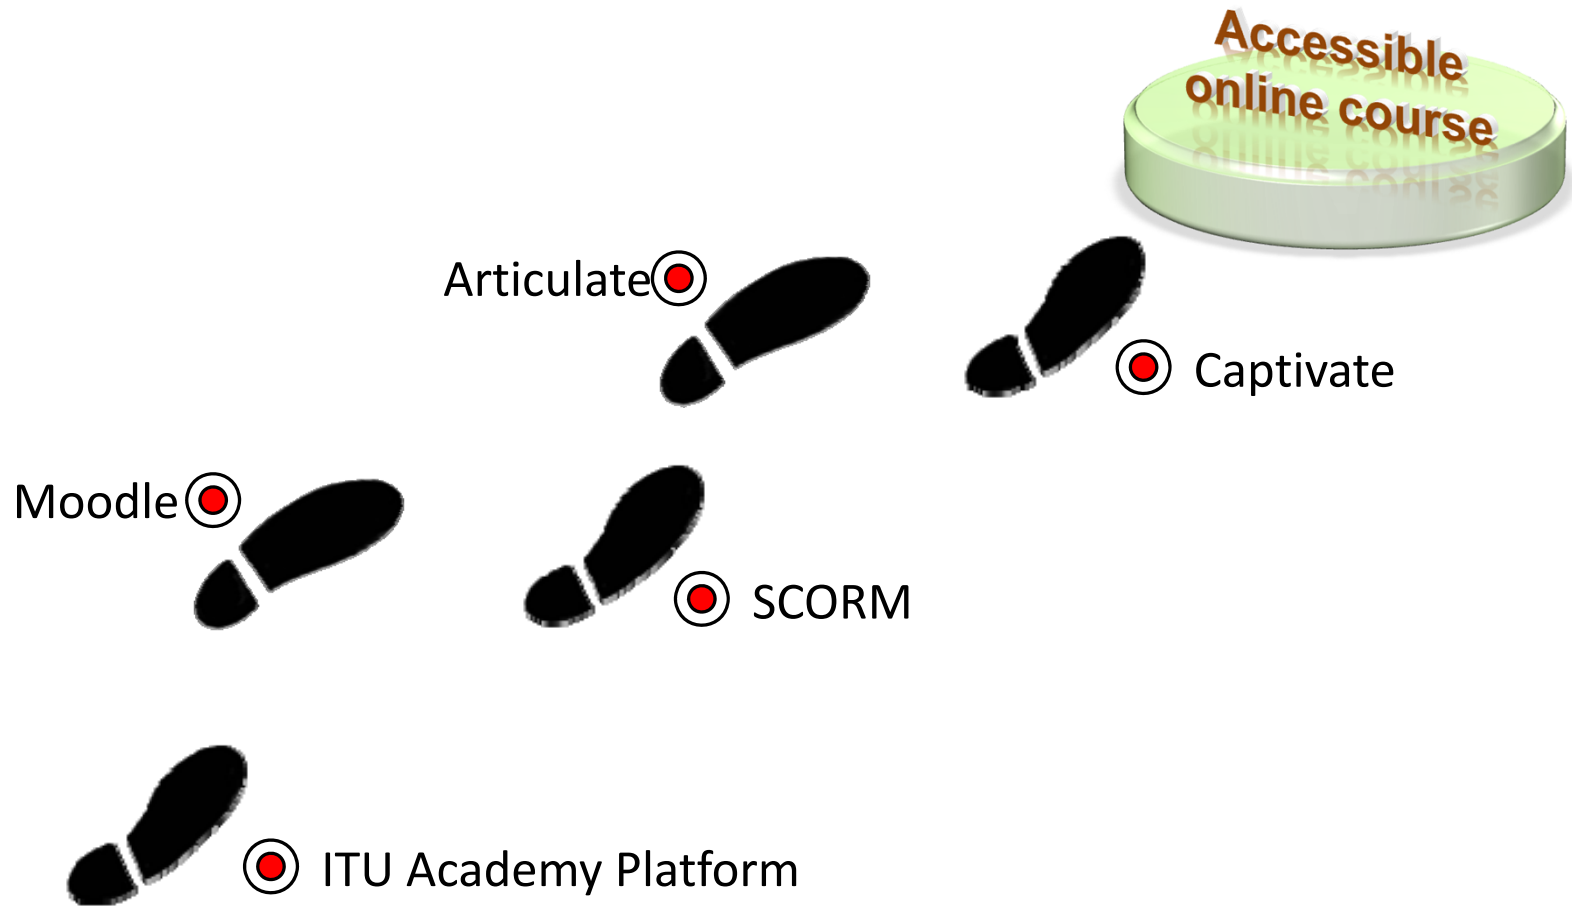 Accessible
online course
Articulate
Captivate
Moodle
SCORM
ITU Academy Platform